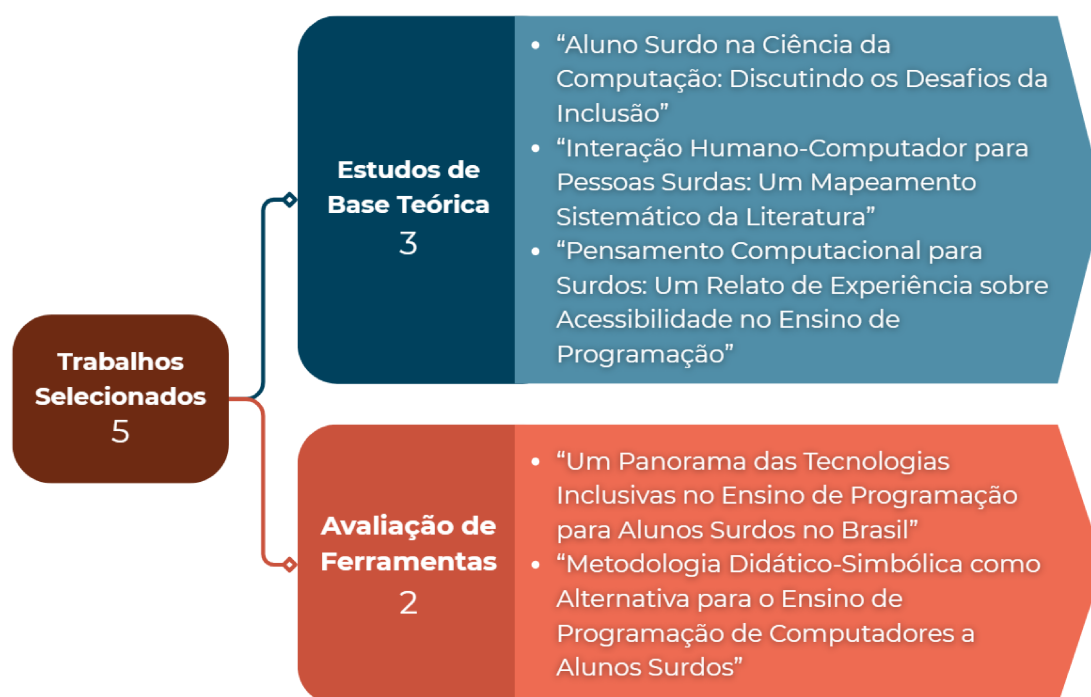 Trabalhos
Selecionados
5
Estudos de
Base Teórica
3
• “Aluno Surdo na Ciência da
Computação: Discutindo os Desafios da
Inclusão”
• “Interação Humano-Computador para
Pessoas Surdas: Um Mapeamento
Sistemático da Literatura”
• “Pensamento Computacional para
Surdos: Um Relato de Experiência sobre
Acessibilidade no Ensino de
Programação”
Avaliação de
Ferramentas
2
• “Um Panorama das Tecnologias
Inclusivas no Ensino de Programação
para Alunos Surdos no Brasil”
• “Metodologia Didático-Simbólica como
Alternativa para o Ensino de
Programação de Computadores a
Alunos Surdos”